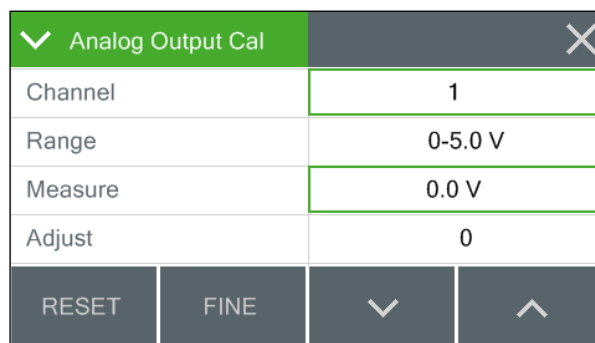 Analog Output Cal
Channel 1
Range 0-5.0 V
Measure 0.0 V
Adjust 0
RESET FINE